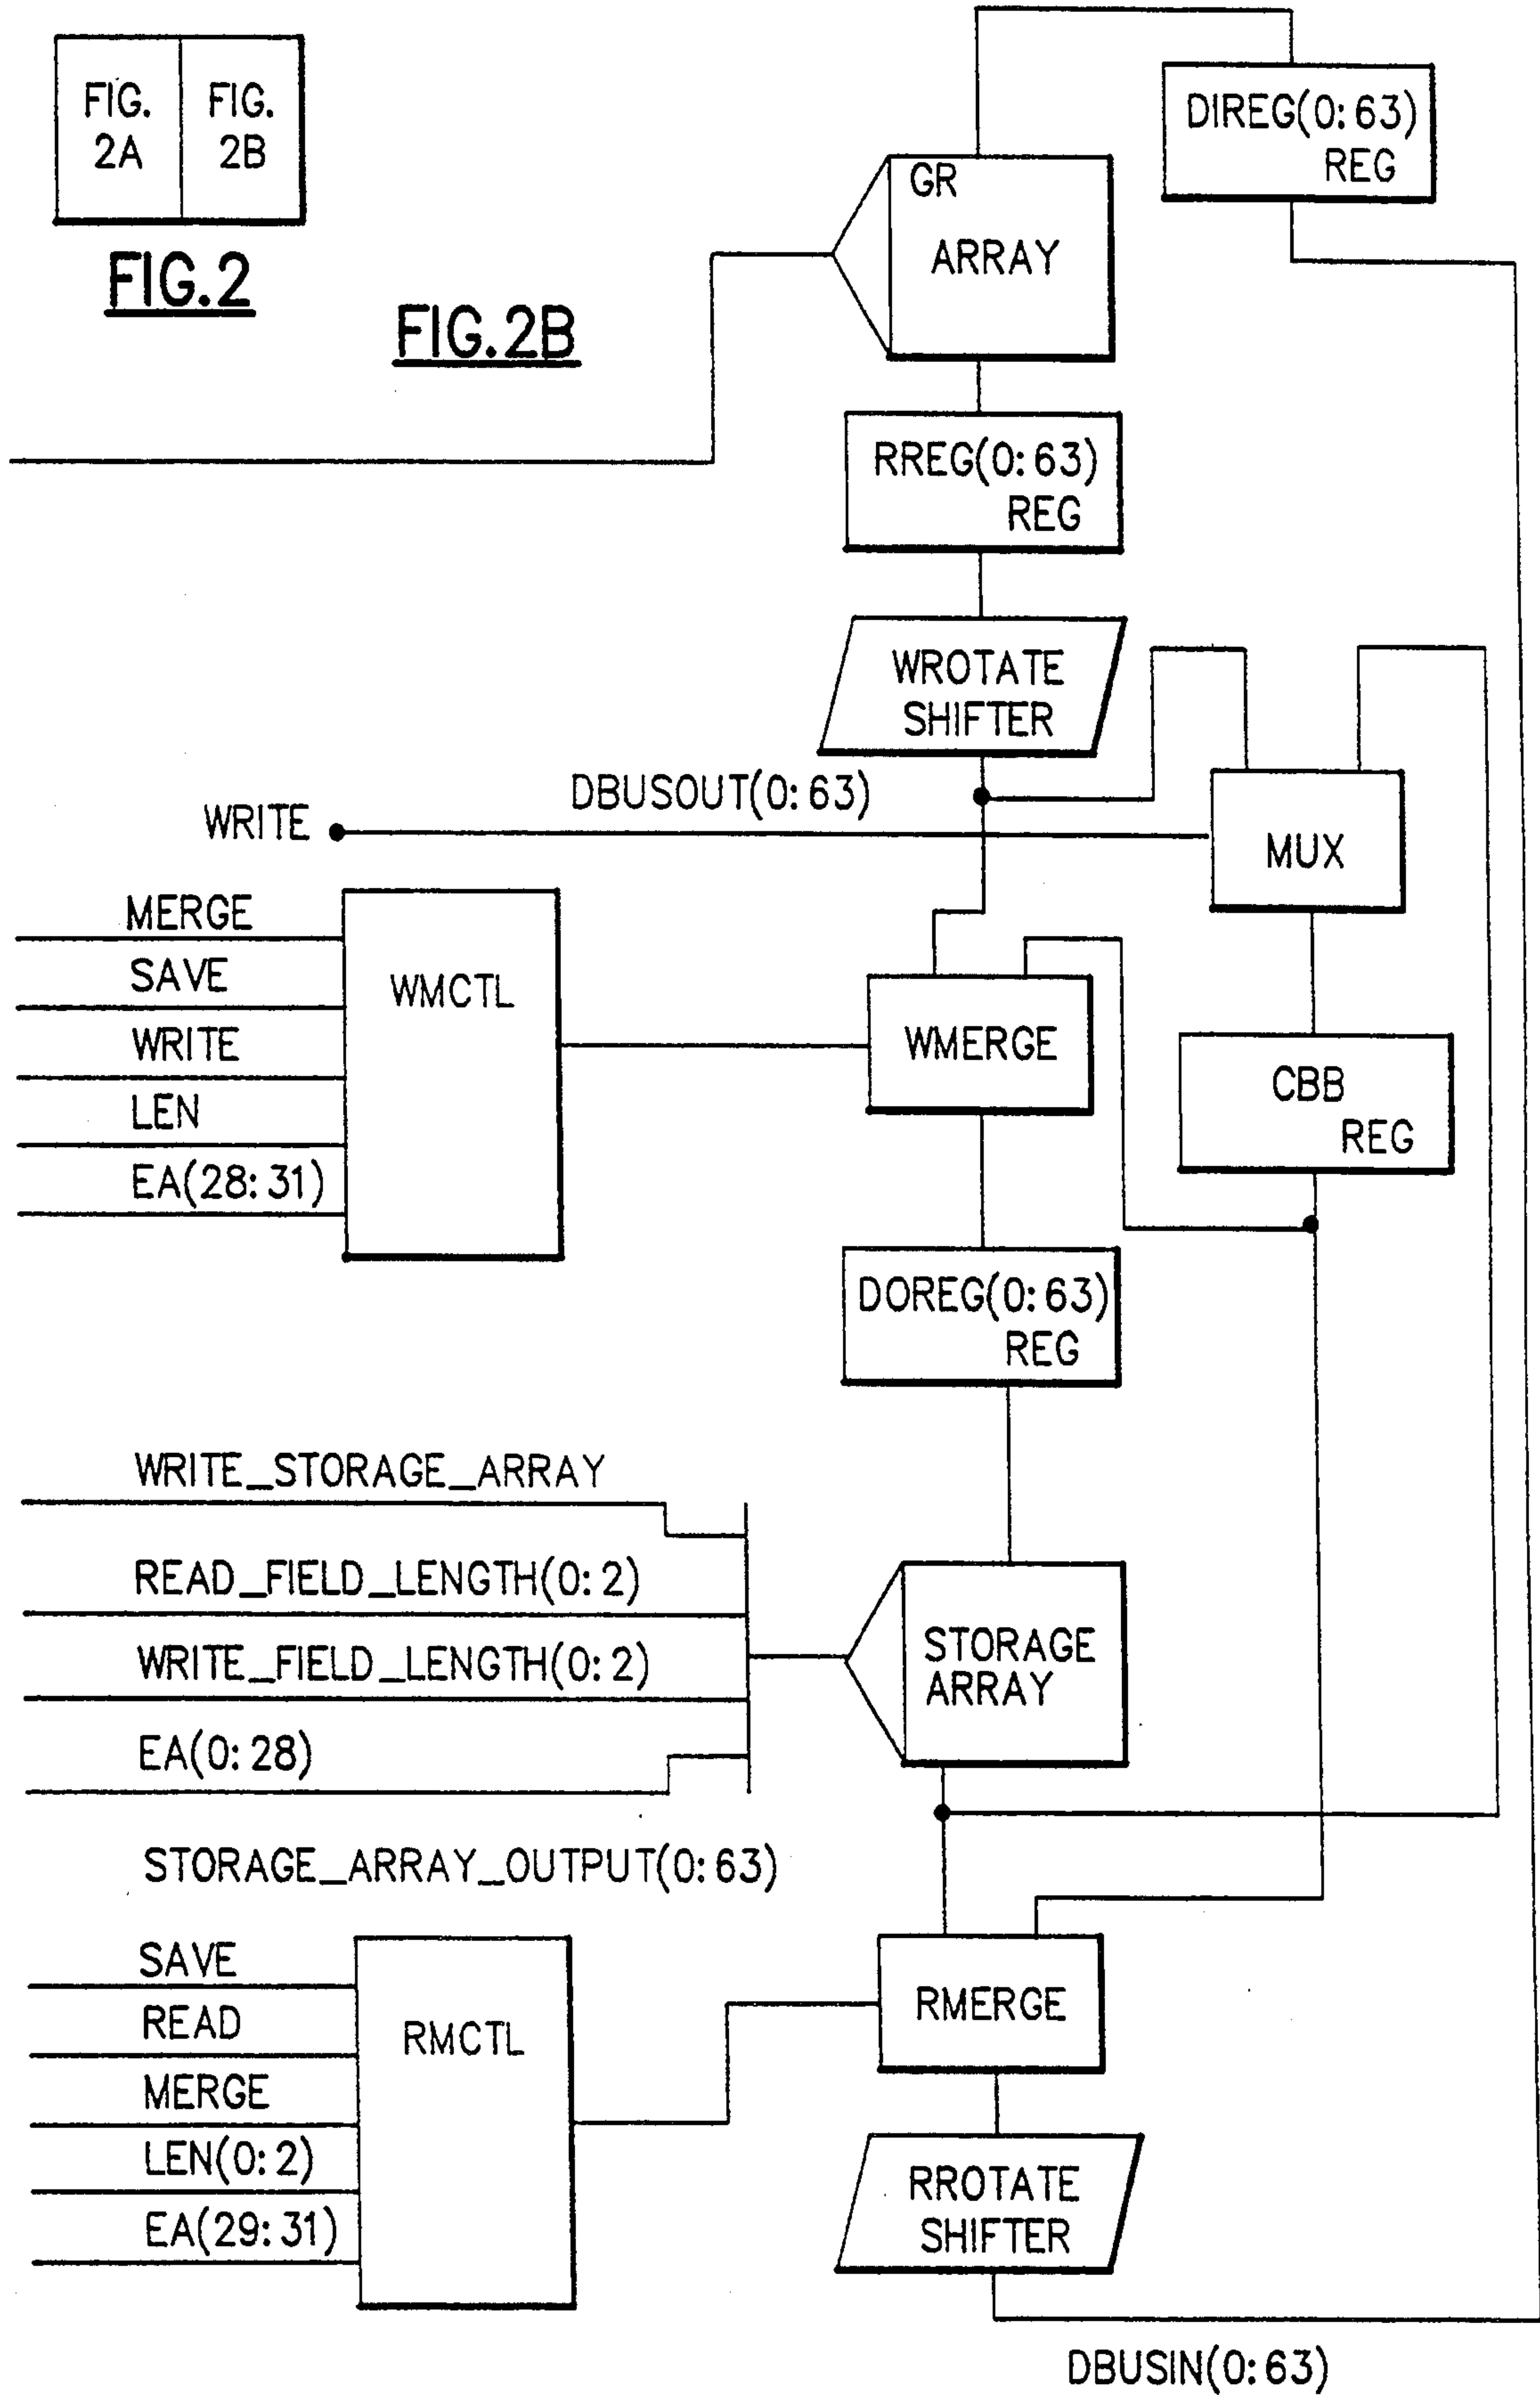 FIG. 2A
FIG. 2B
FIG.2
FIG.2B
DIREG(0:63)
REG
GR
ARRAY
RREG(0:63)
REG
WROTATE
SHIFTER
DBUSOUT(0:63)
WRITE
MUX
MERGE
SAVE
WRITE
LEN
EA(28:31)
WMCTL
WMERGE
CBB
REG
DOREG(0:63)
REG
WRITE_STORAGE_ARRAY
READ_FIELD_LENGTH(0:2)
WRITE_FIELD_LENGTH(0:2)
EA(0:28)
STORAGE
ARRAY
STORAGE_ARRAY_OUTPUT(0:63)
SAVE
READ
MERGE
LEN(0:2)
EA(29:31)
RMCTL
RMERGE
RROTATE
SHIFTER
DBUSIN(0:63)